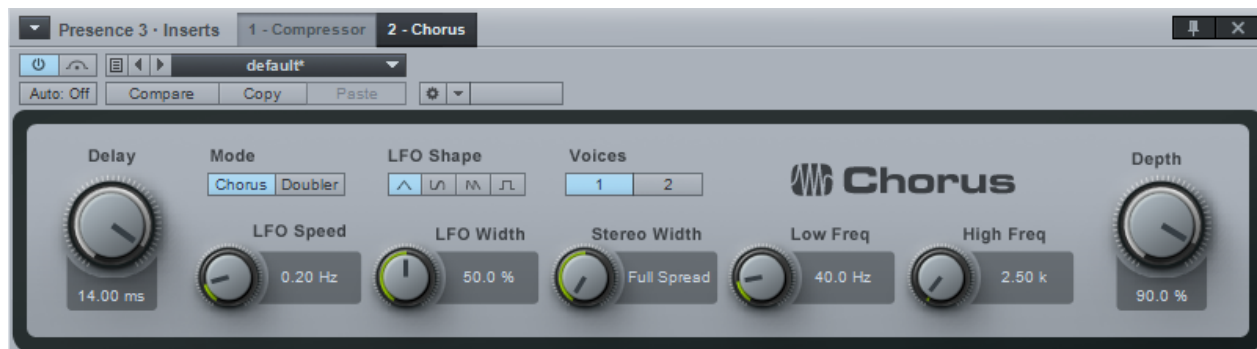 Presence 3 · Inserts 1 - Compressor 2 - Chorus
default*
Auto: Off Compare Copy Paste
Delay Mode LFO Shape Voices Chorus Depth
Chorus Doubler 1 2
LFO Speed LFO Width Stereo Width Low Freq High Freq
0.20 Hz 50.0 % Full Spread 40.0 Hz 2.50 k
14.00 ms 90.0 %